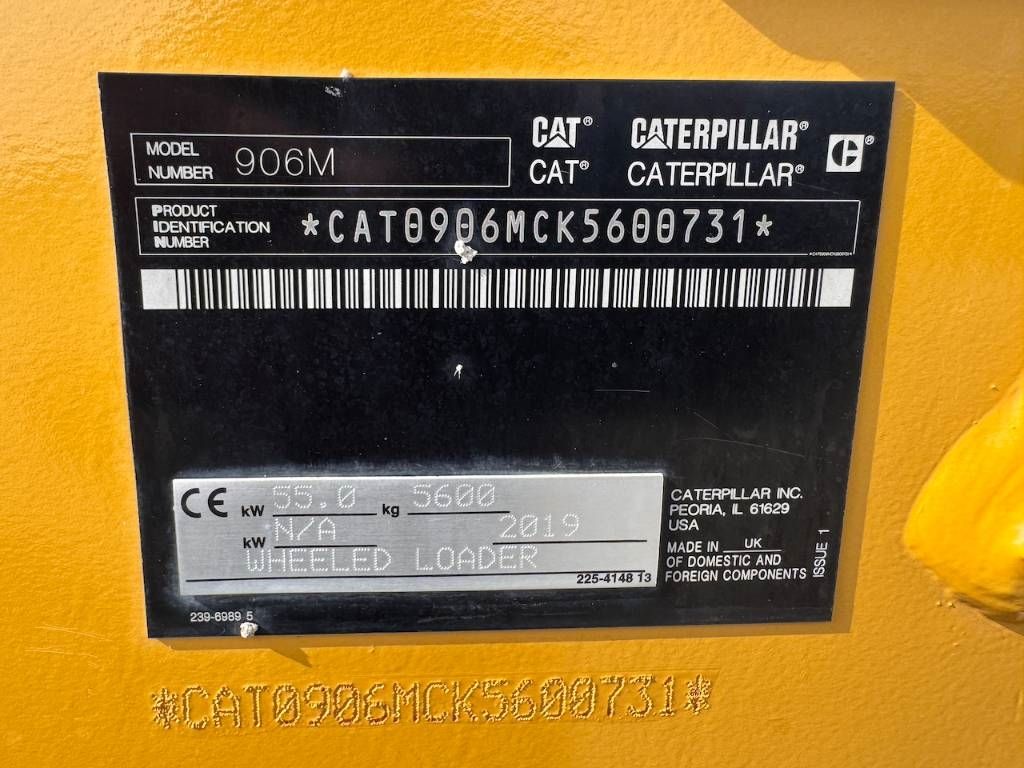 CAT® CATERPILLAR®
CAT® CATERPILLAR® C®
MODEL NUMBER 906M
PRODUCT IDENTIFICATION NUMBER *CAT0906MCK5600731*
*CAT0906MCK5600731*
CE kW 55.0 kg 5600
kW N/A 2019
WHEELED LOADER
225-4148 13
239-6989 5
CATERPILLAR INC.
PEORIA, IL 61629
USA
MADE IN UK
OF DOMESTIC AND
FOREIGN COMPONENTS
ISSUE 1
*CAT0906MCK5600731*